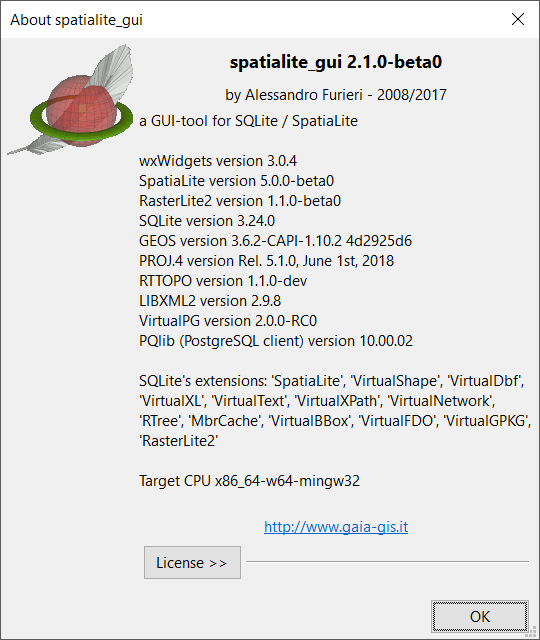 About spatialite_gui
spatialite_gui 2.1.0-beta0
by Alessandro Furieri - 2008/2017
a GUI-tool for SQLite / SpatiaLite
wxWidgets version 3.0.4
SpatiaLite version 5.0.0-beta0
RasterLite2 version 1.1.0-beta0
SQLite version 3.24.0
GEOS version 3.6.2-CAPI-1.10.2 4d2925d6
PROJ.4 version Rel. 5.1.0, June 1st, 2018
RTTOPO version 1.1.0-dev
LIBXML2 version 2.9.8
VirtualPG version 2.0.0-RC0
PQlib (PostgreSQL client) version 10.00.02
SQLite's extensions: 'SpatiaLite', 'VirtualShape', 'VirtualDbf',
'VirtualXL', 'VirtualText', 'VirtualXPath', 'VirtualNetwork',
'RTree', 'MbrCache', 'VirtualBBox', 'VirtualFDO', 'VirtualGPKG',
'RasterLite2'
Target CPU x86_64-w64-mingw32
http://www.gaia-gis.it
License >>
OK